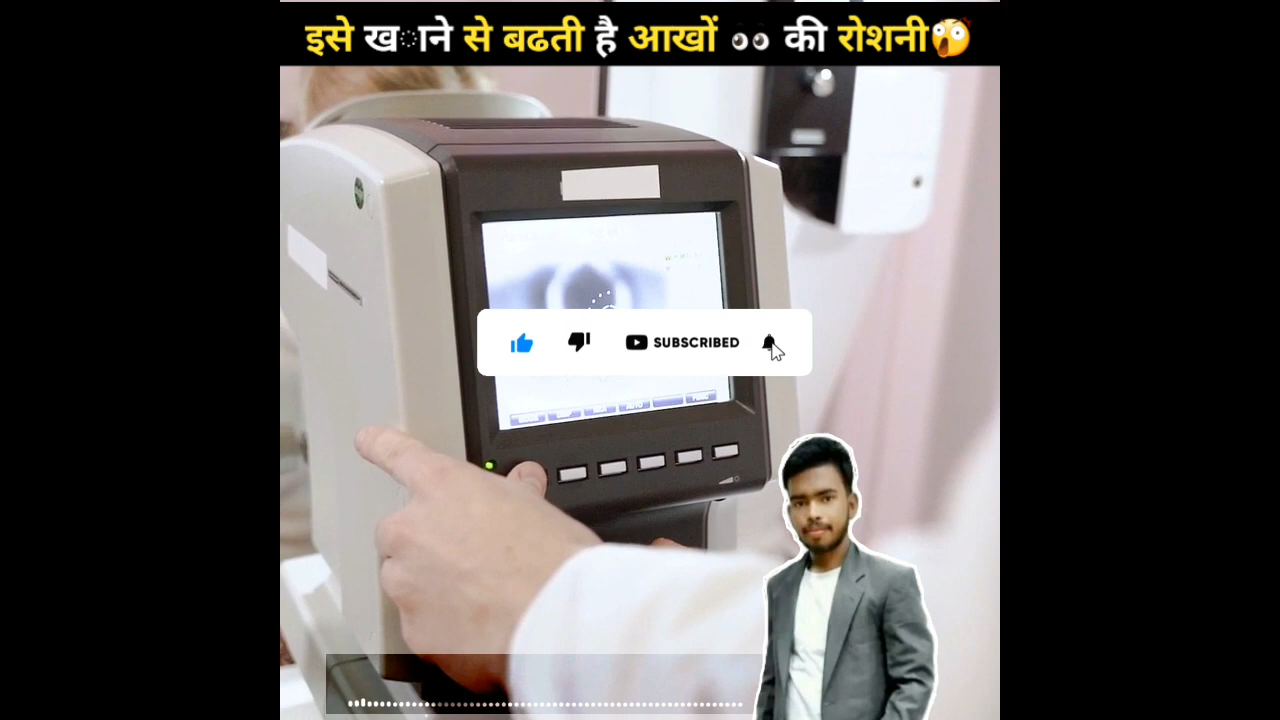 इसे खाने से बढती है आखों 👀 की रोशनी😲
SUBSCRIBED